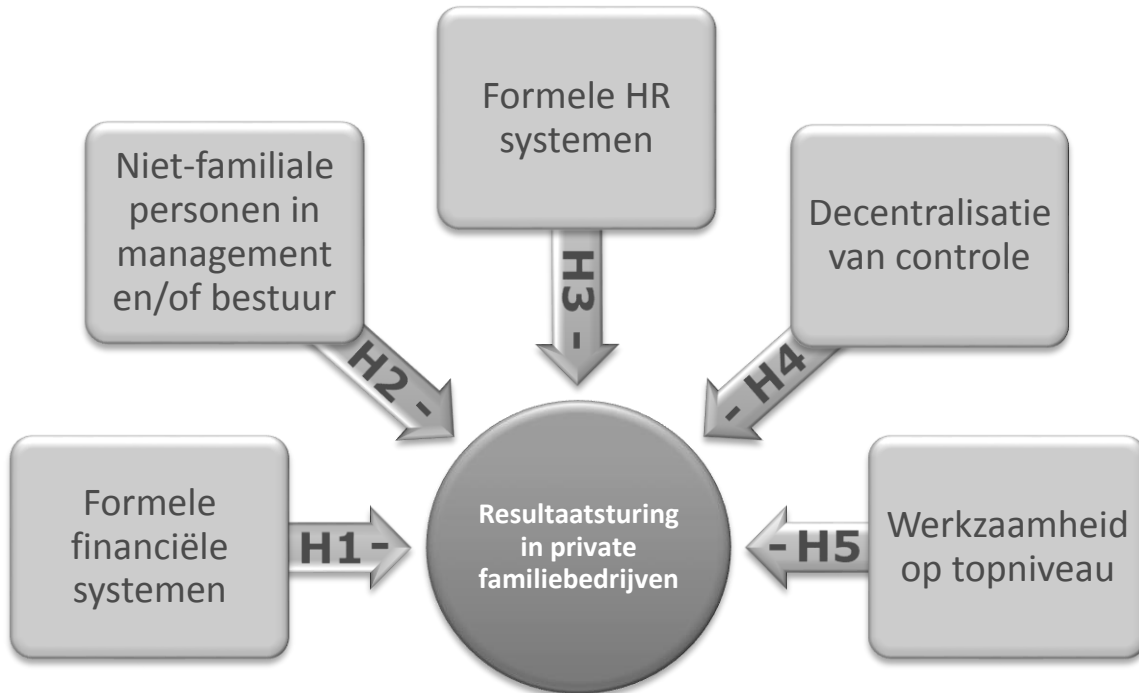 Formele HR
systemen
Niet-familiale
personen in
management
en/of bestuur
Decentralisatie
van controle
H3 -
H2 -
- H4
Formele
financiële
systemen
H1 -
Resultaatsturing
in private
familiebedrijven
- H5
Werkzaamheid
op topniveau